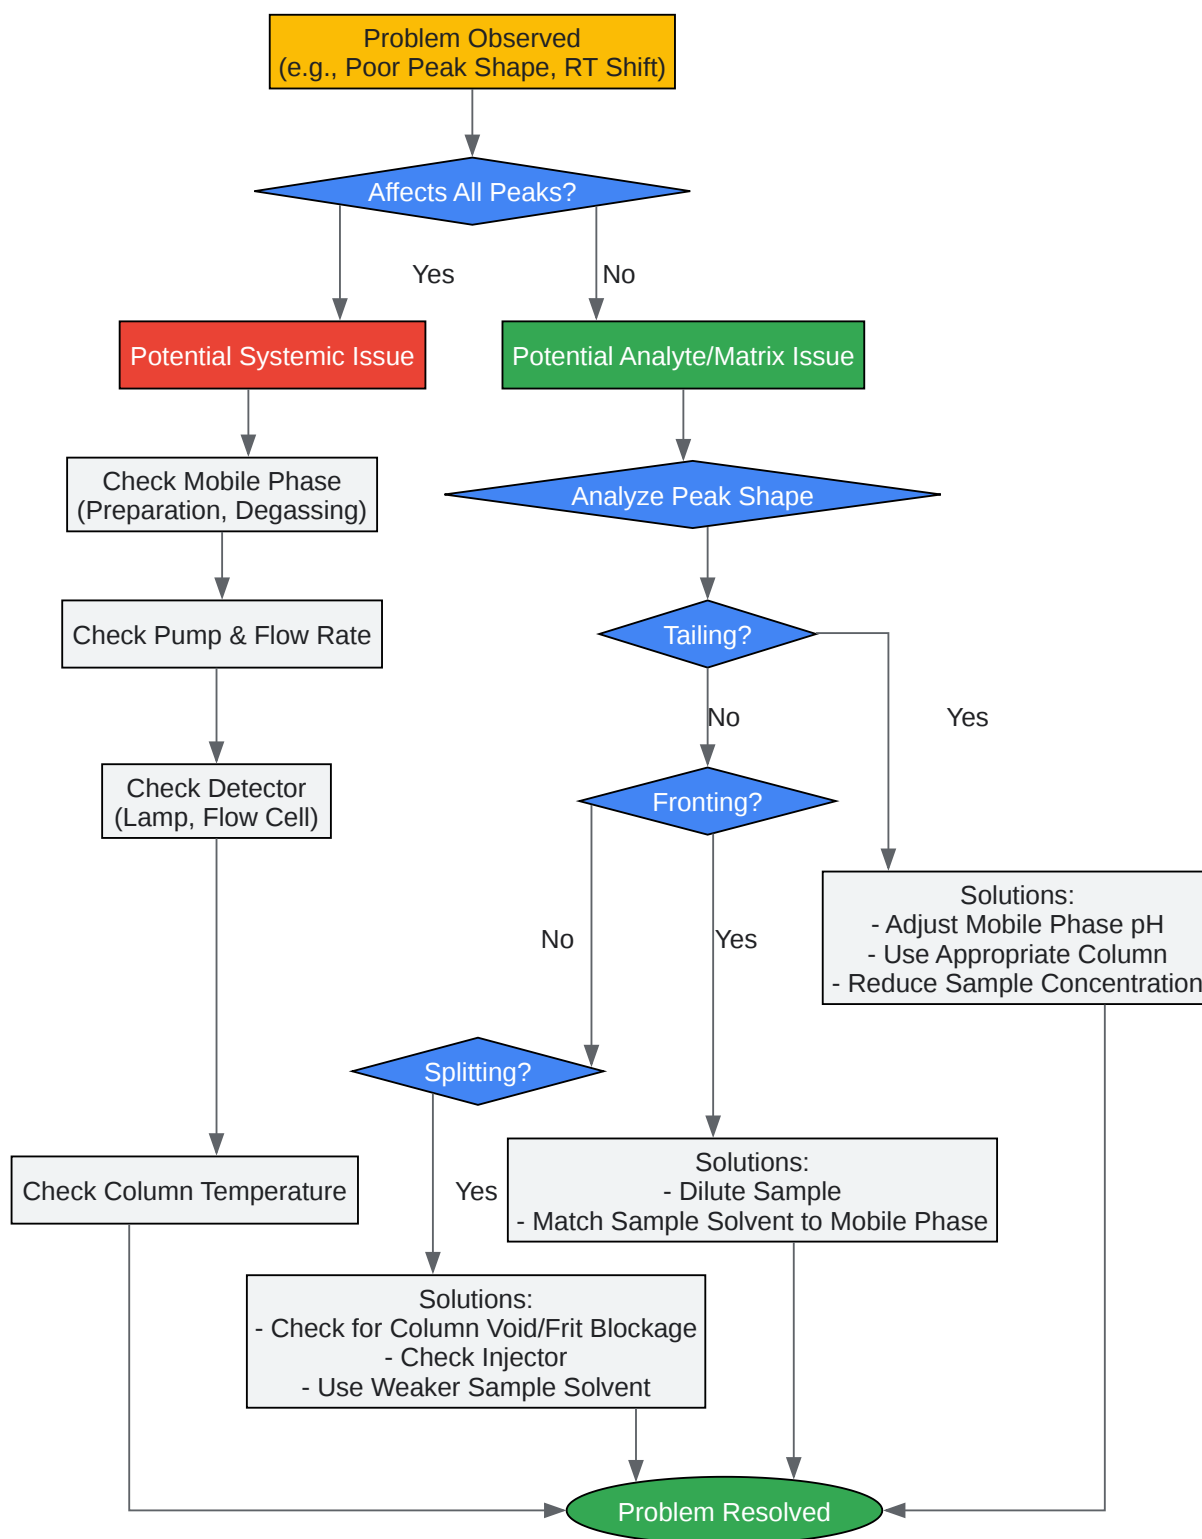 Problem Observed
(e.g., Poor Peak Shape, RT Shift)
Affects All Peaks?
Yes
No
Potential Systemic Issue
Potential Analyte/Matrix Issue
Check Mobile Phase
(Preparation, Degassing)
Analyze Peak Shape
Check Pump & Flow Rate
Tailing?
No
Yes
Check Detector
(Lamp, Flow Cell)
Fronting?
Solutions:
- Adjust Mobile Phase pH
- Use Appropriate Column
- Reduce Sample Concentration
No
Yes
Splitting?
Check Column Temperature
Yes
Solutions:
- Dilute Sample
- Match Sample Solvent to Mobile Phase
Solutions:
- Check for Column Void/Frit Blockage
- Check Injector
- Use Weaker Sample Solvent
Problem Resolved